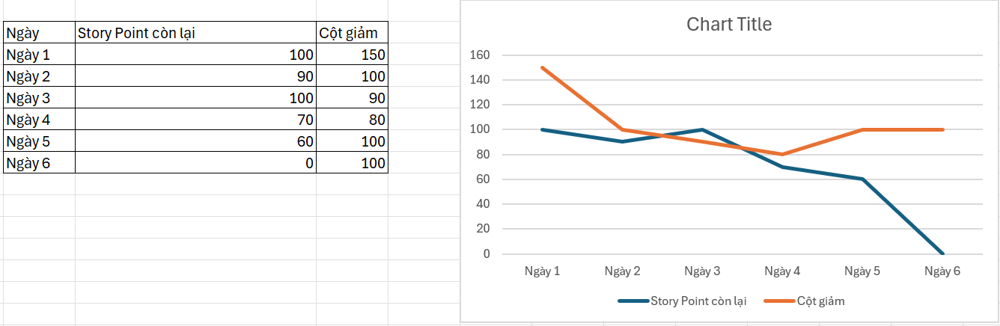 Ngày Story Point còn lại Cột giảm
Ngày 1 100 150
Ngày 2 90 100
Ngày 3 100 90
Ngày 4 70 80
Ngày 5 60 100
Ngày 6 0 100
Chart Title
160
140
120
100
80
60
40
20
0
Ngày 1 Ngày 2 Ngày 3 Ngày 4 Ngày 5 Ngày 6
Story Point còn lại Cột giảm